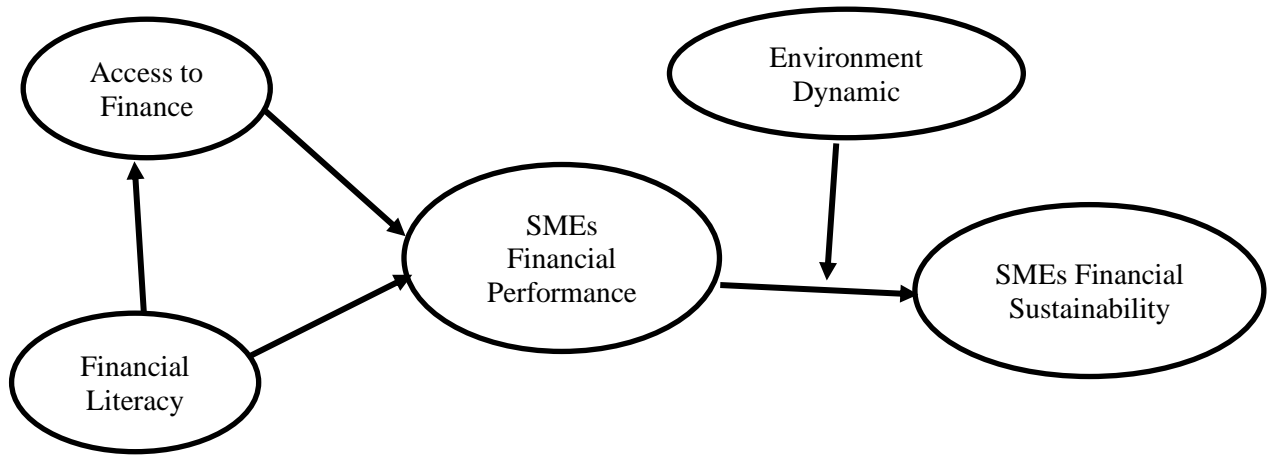 Access to
Finance
Environment
Dynamic
SMEs
Financial
Performance
SMEs Financial
Sustainability
Financial
Literacy